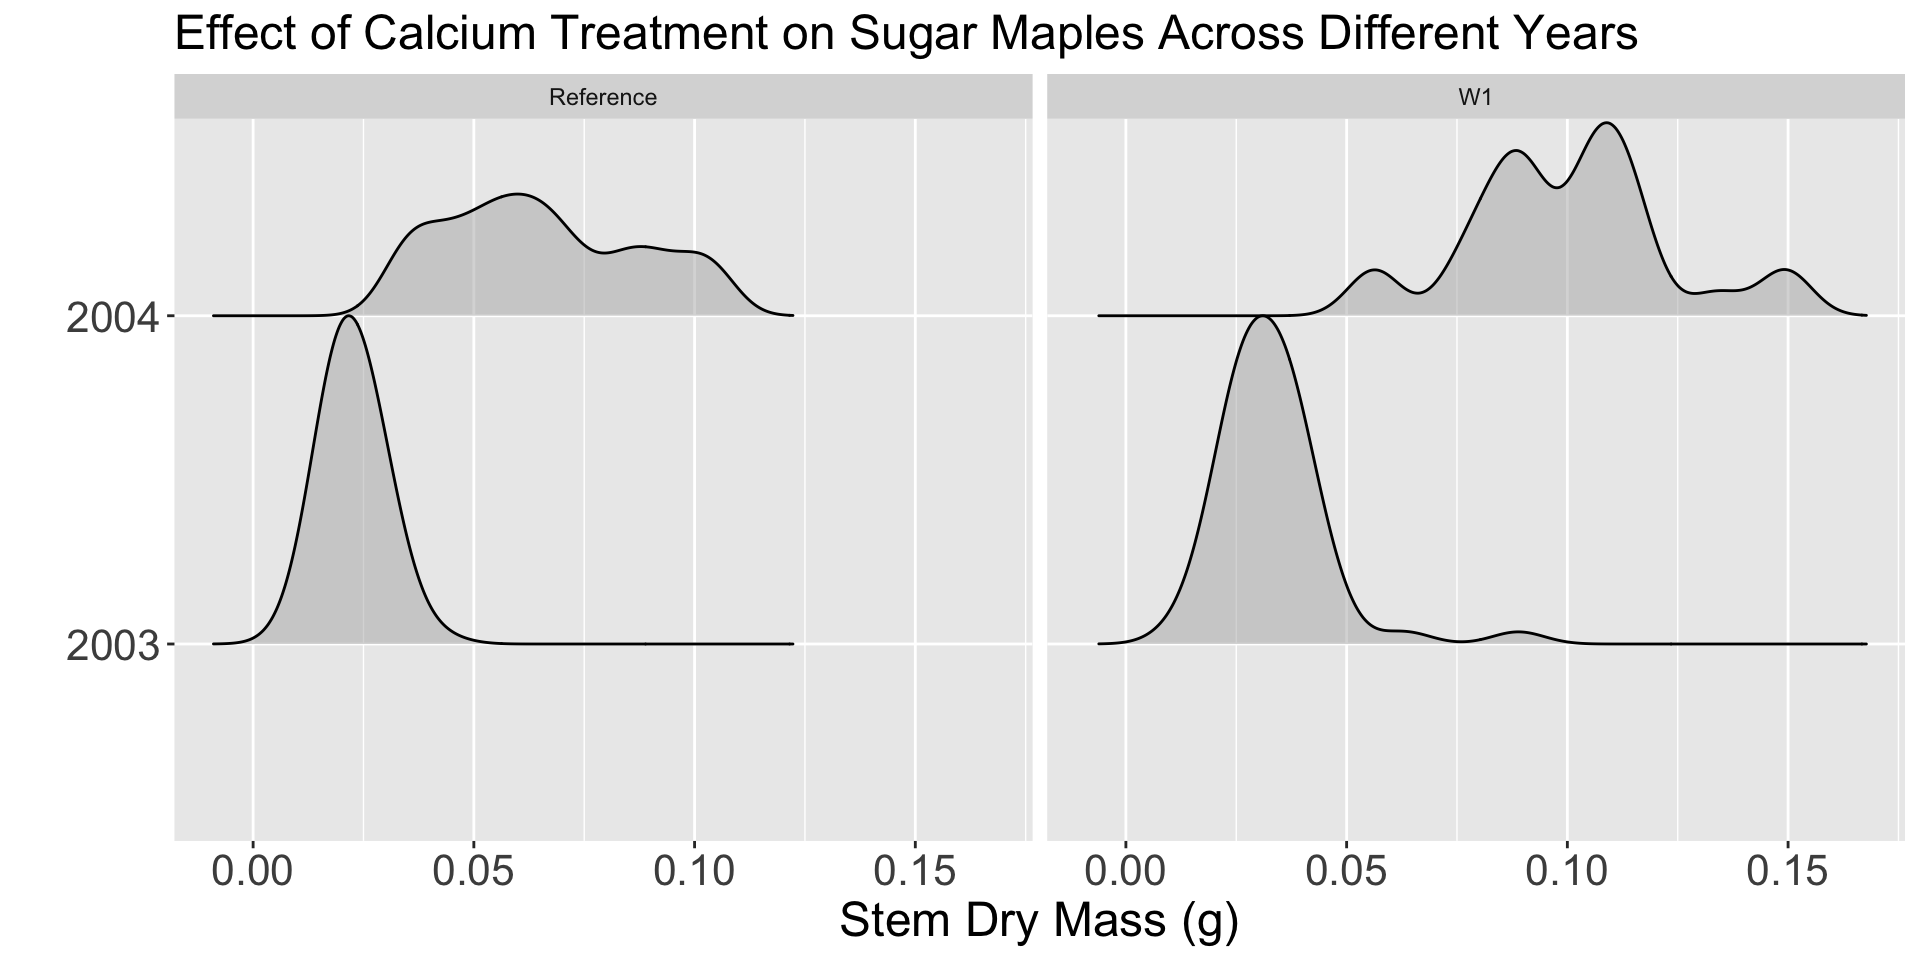 Effect of Calcium Treatment on Sugar Maples Across Different Years
Reference
W1
2004
2003
0.00 0.05 0.10 0.15
0.00 0.05 0.10 0.15
Stem Dry Mass (g)